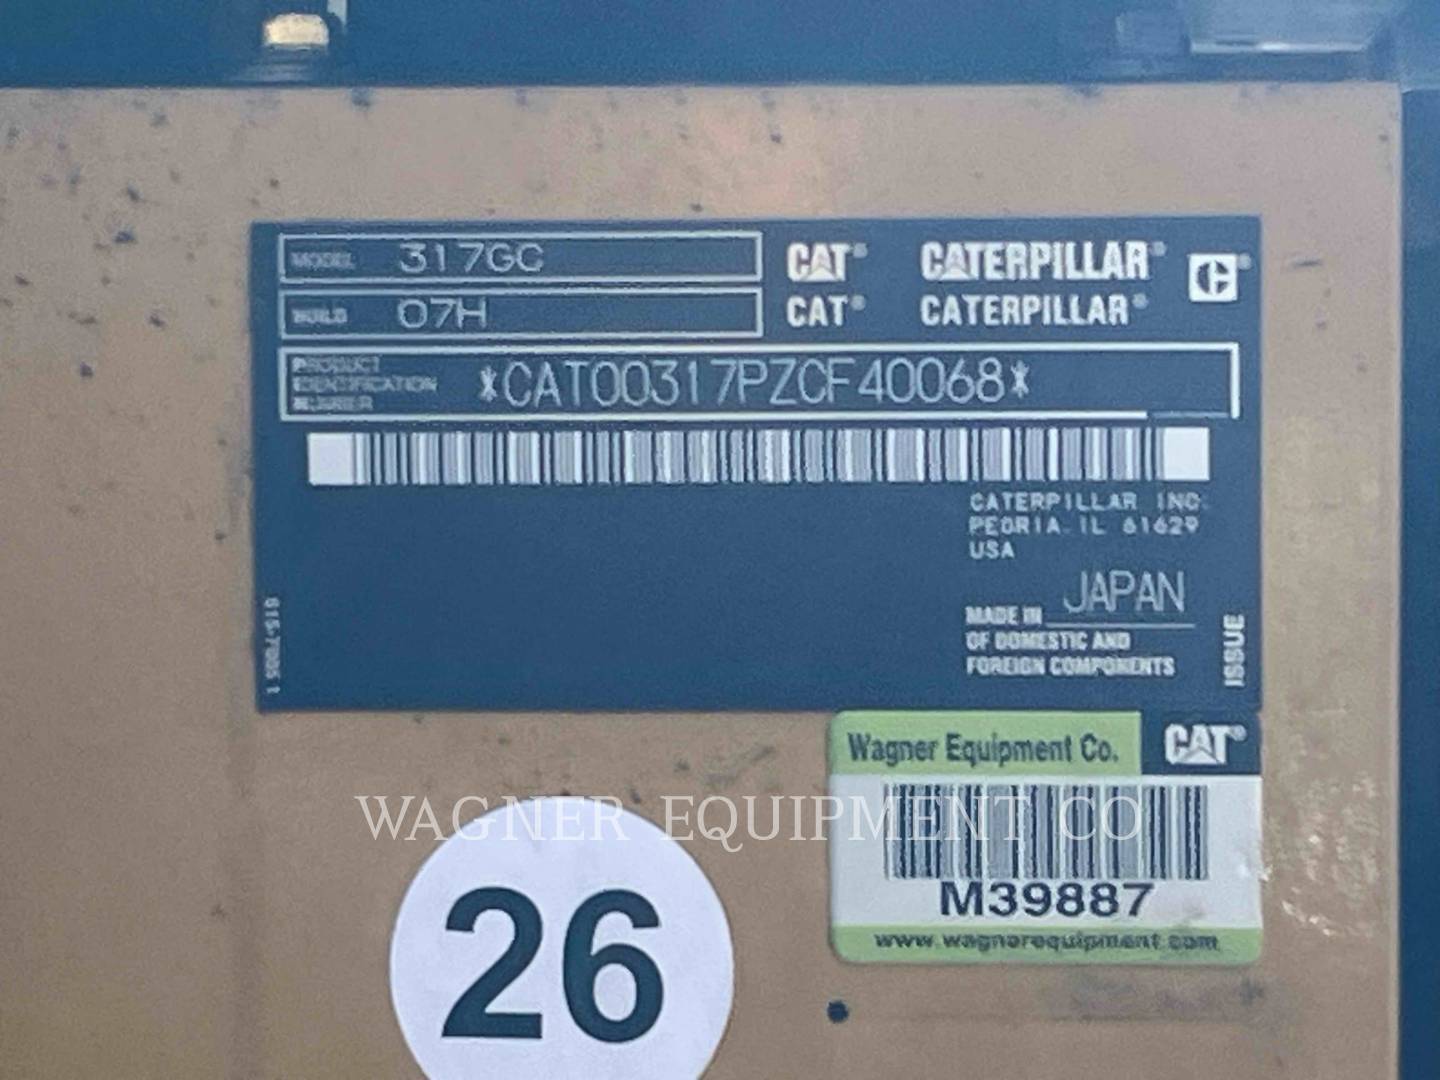 MODEL 317GC
BUILD 07H
CAT® CATERPILLAR®
CAT® CATERPILLAR®
C®
PRODUCT
IDENTIFICATION
NUMBER
*CAT00317PZCF40068*
CATERPILLAR INC.
PEORIA. IL 61629
USA
MADE IN JAPAN
OF DOMESTIC AND
FOREIGN COMPONENTS
ISSUE
Wagner Equipment Co. CAT®
WAGNER EQUIPMENT CO
M39887
www.wagnerequipment.com
26